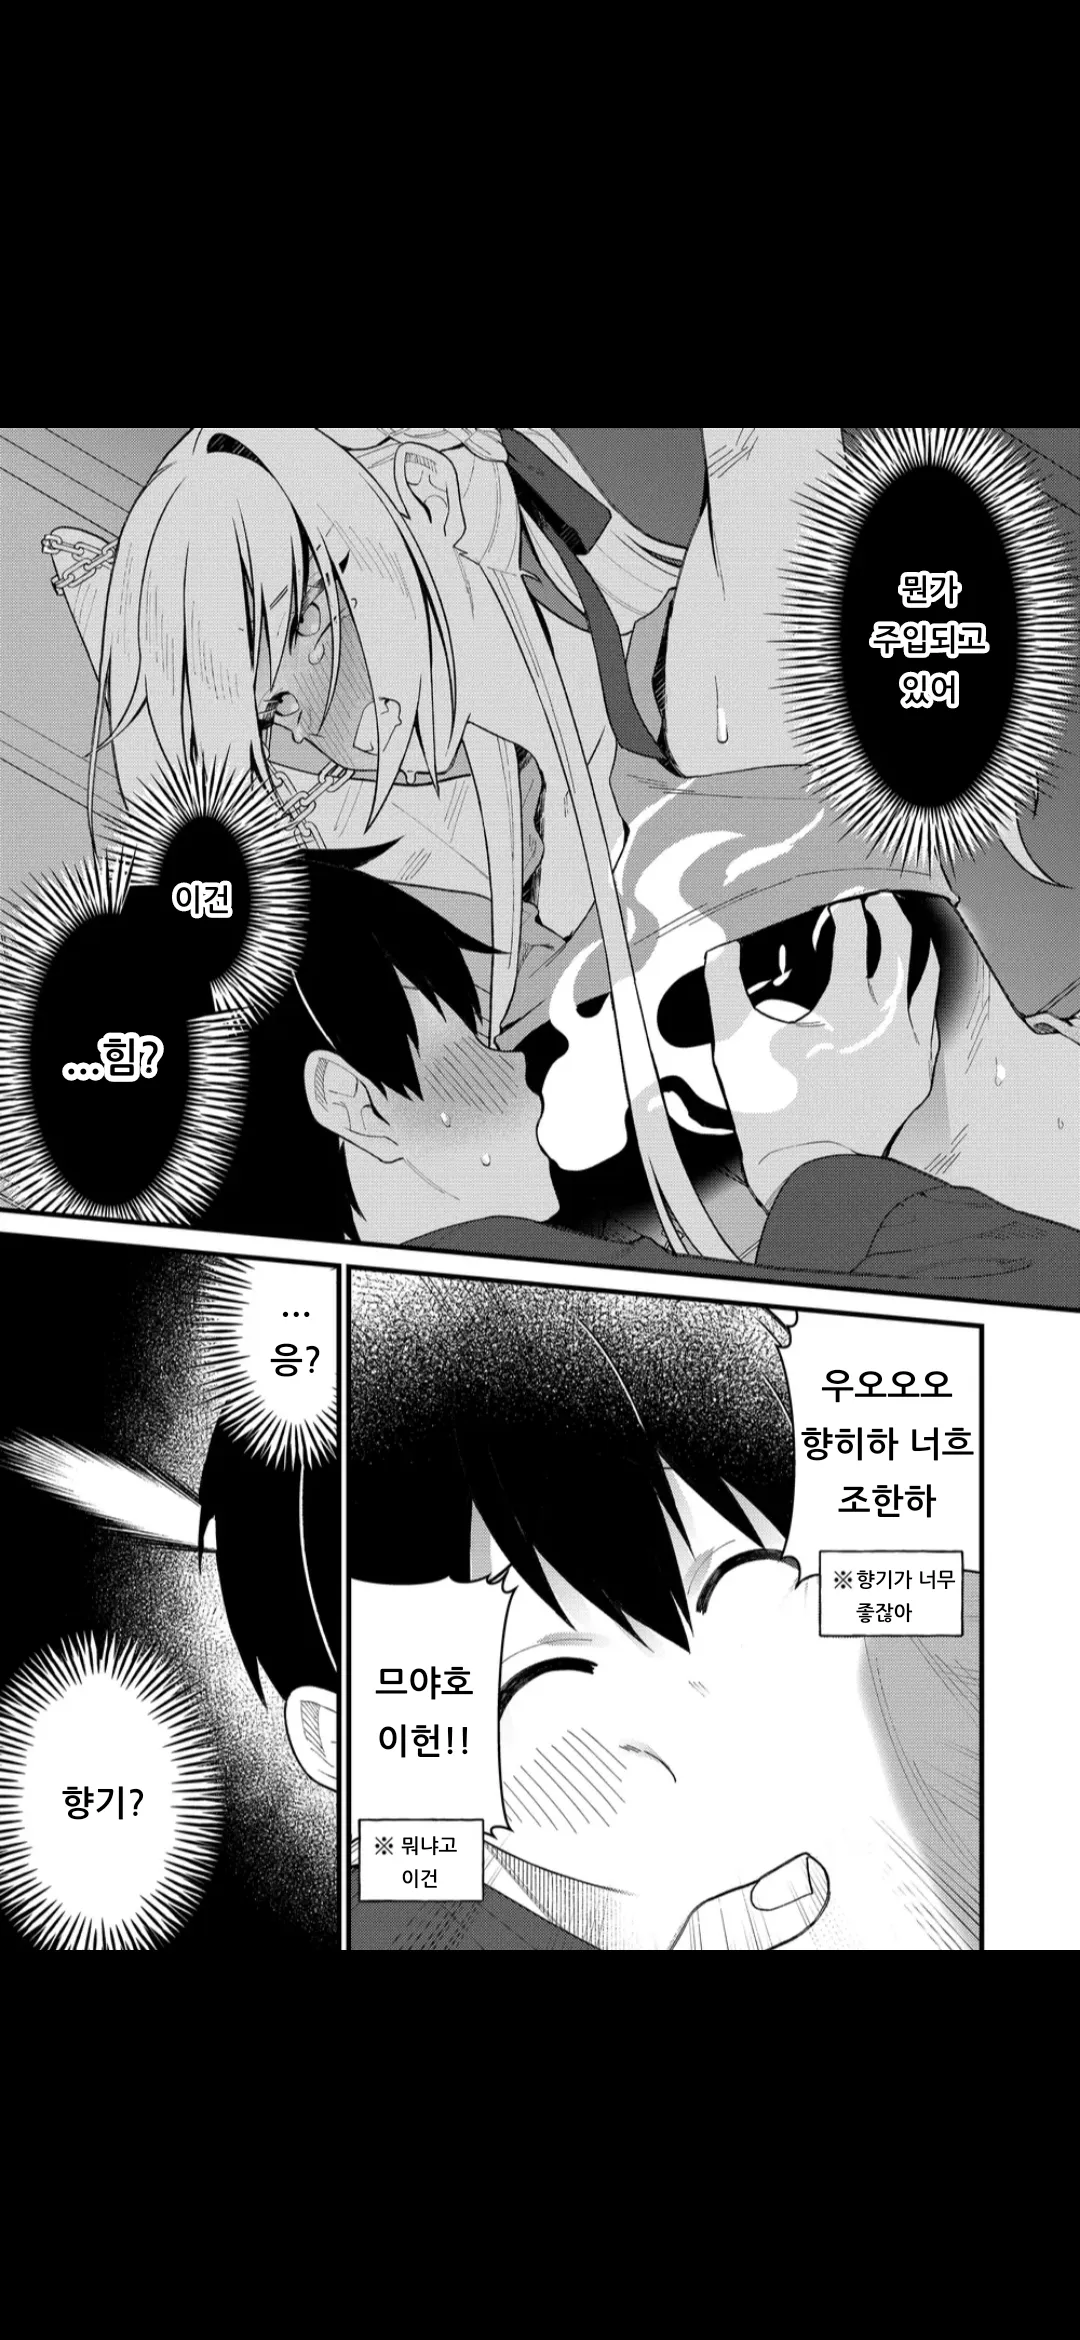 뭔가
주입되고
있어
이건
...힘?
우오오오
향히하 너흐
조한하
※향기가 너무
좋잖아
므야호
이헌!!
※ 뭐냐고
이건
...
응?
향기?